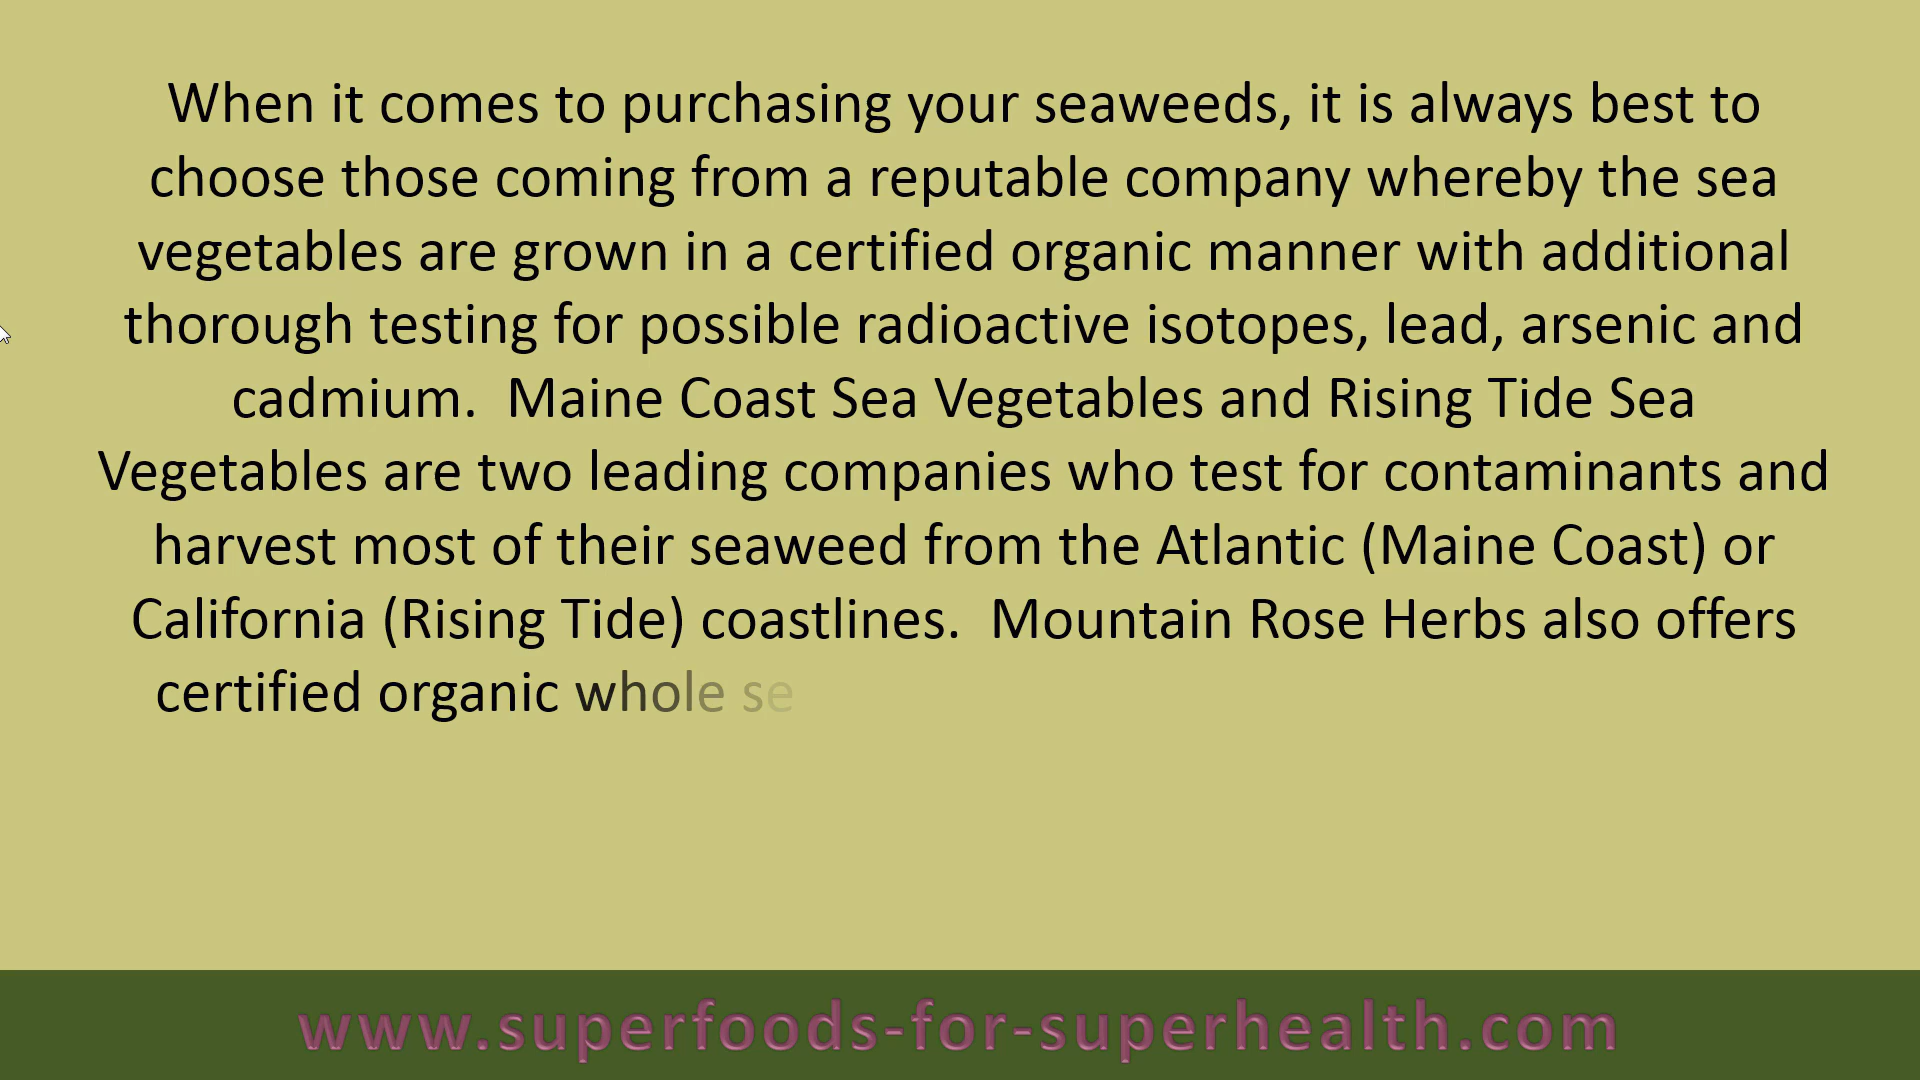 When it comes to purchasing your seaweeds, it is always best to
choose those coming from a reputable company whereby the sea
vegetables are grown in a certified organic manner with additional
thorough testing for possible radioactive isotopes, lead, arsenic and
cadmium.  Maine Coast Sea Vegetables and Rising Tide Sea
Vegetables are two leading companies who test for contaminants and
harvest most of their seaweed from the Atlantic (Maine Coast) or
California (Rising Tide) coastlines.  Mountain Rose Herbs also offers
certified organic whole se
www.superfoods-for-superhealth.com